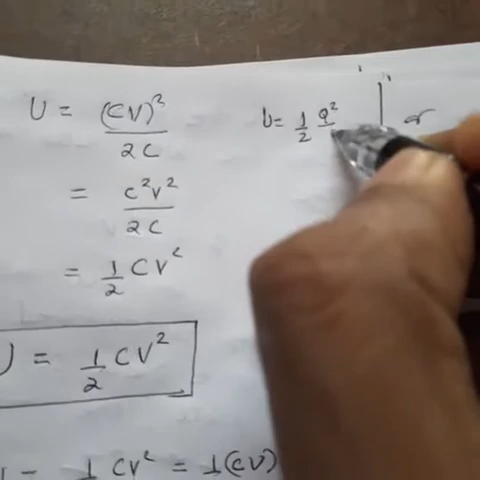 U = (CV)²/2C
= C²V²/2C
= 1/2 CV²
U = 1/2 CV²
1/2 CV² = 1(CV)
U = 1/2 Q²
or